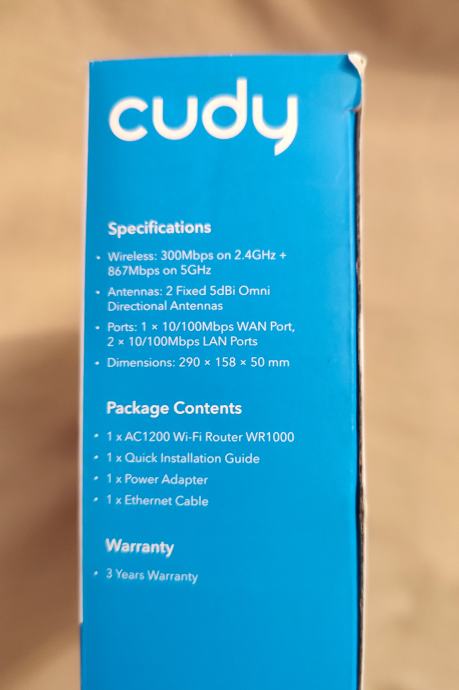 cudy
Specifications
• Wireless: 300Mbps on 2.4GHz +
867Mbps on 5GHz
• Antennas: 2 Fixed 5dBi Omni
Directional Antennas
• Ports: 1 × 10/100Mbps WAN Port,
2 × 10/100Mbps LAN Ports
• Dimensions: 290 × 158 × 50 mm
Package Contents
• 1 x AC1200 Wi-Fi Router WR1000
• 1 x Quick Installation Guide
• 1 x Power Adapter
• 1 x Ethernet Cable
Warranty
• 3 Years Warranty